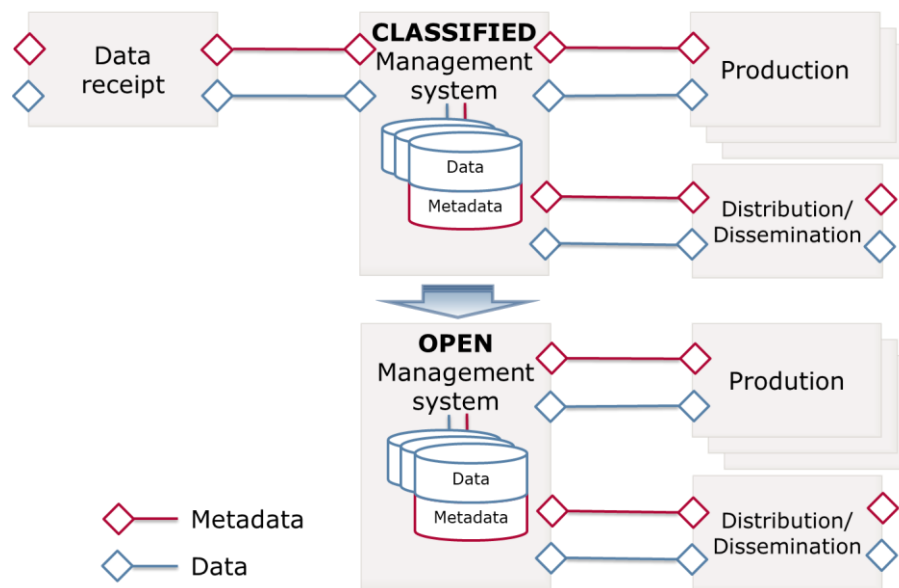 Data
receipt
CLASSIFIED
Management
system
Data
Metadata
Production
Distribution/
Dissemination
OPEN
Management
system
Data
Metadata
Prodution
Distribution/
Dissemination
Metadata
Data